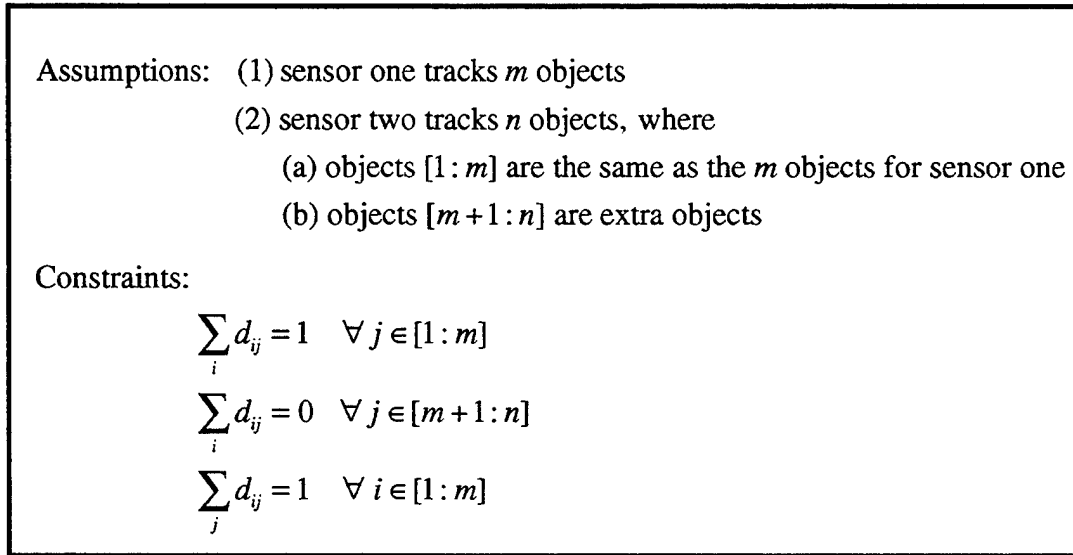 Assumptions: (1) sensor one tracks m objects
(2) sensor two tracks n objects, where
(a) objects [1:m] are the same as the m objects for sensor one
(b) objects [m+1:n] are extra objects
Constraints:
∑_i d_ij = 1 ∀ j ∈ [1:m]
∑_i d_ij = 0 ∀ j ∈ [m+1:n]
∑_j d_ij = 1 ∀ i ∈ [1:m]